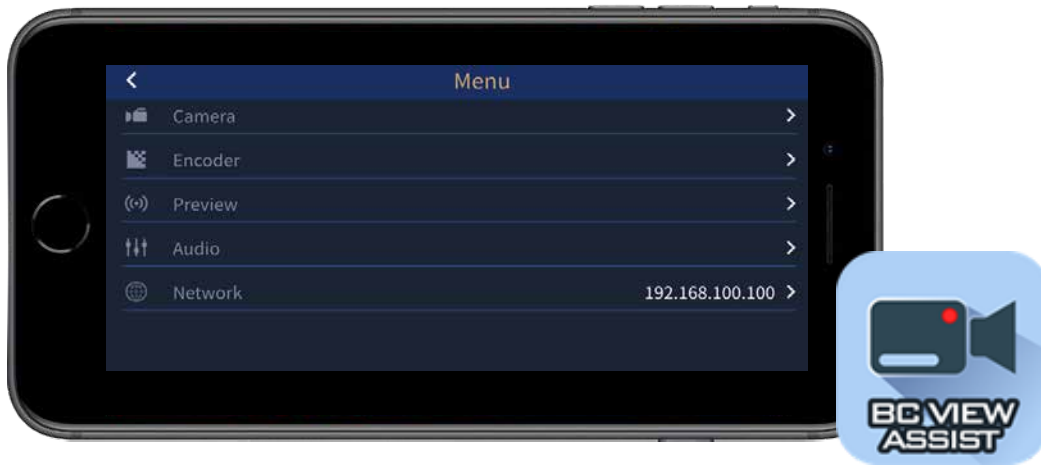 Menu
Camera
Encoder
Preview
Audio
Network 192.168.100.100
BC VIEW
ASSIST